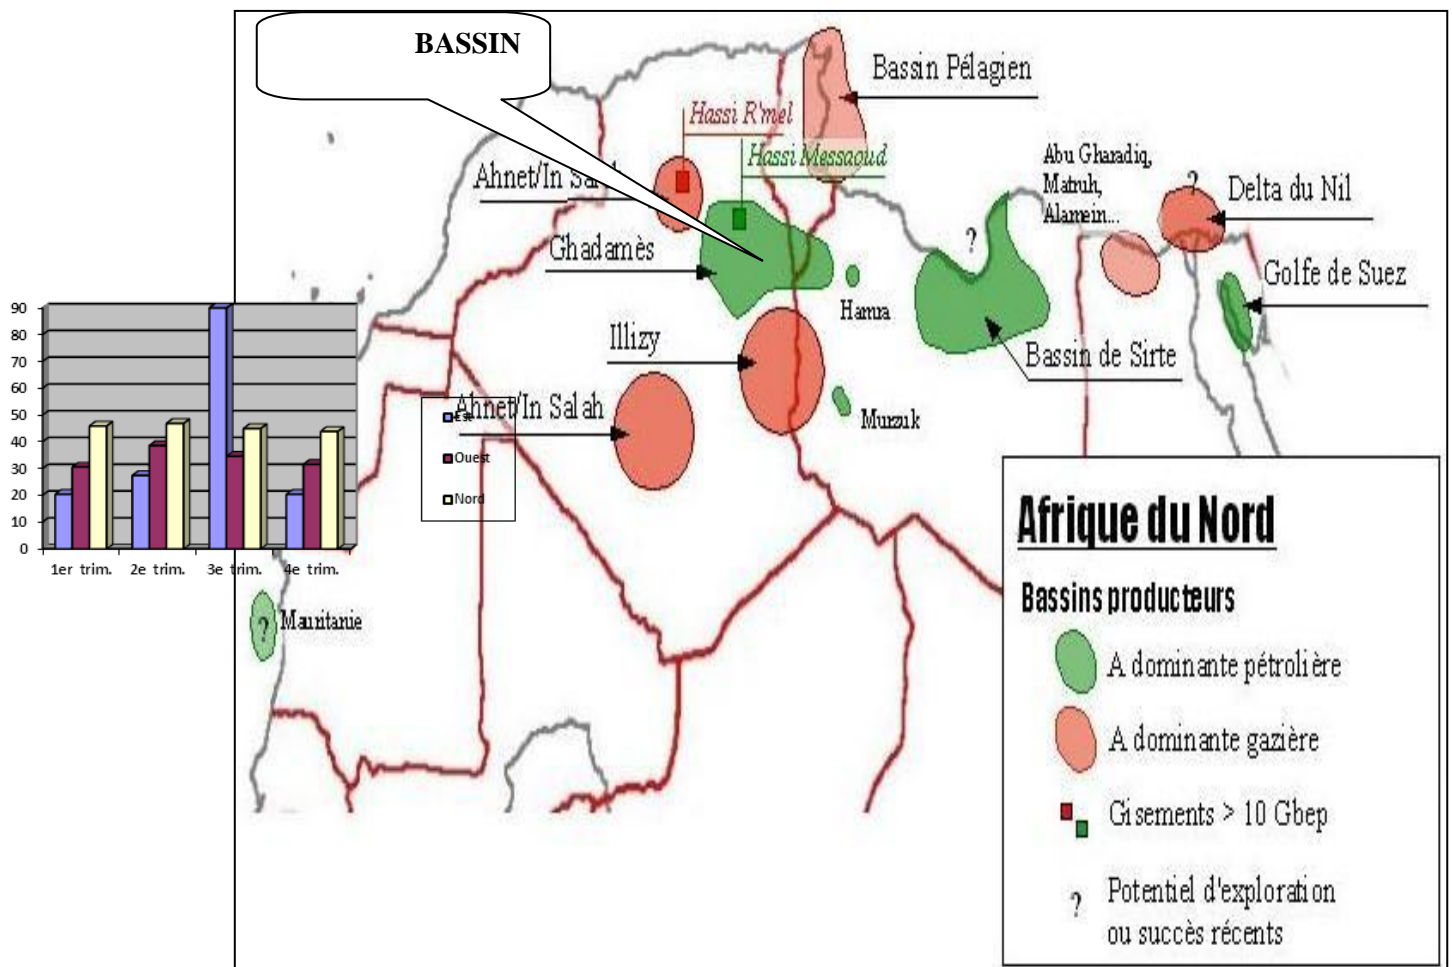 BASSIN
Bassin Pélagien
Hassi R'mel
Hassi Messaoud
Ahnet/In Salah
Abu Gharadiq,
Matruh,
Alamein...
?
Delta du Nil
?
Ghadamès
Golfe de Suez
Hamra
Illizy
Bassin de Sirte
Ahnet/In Salah
Murzuk
90
80
70
60
50
40
30
20
10
0
1er trim.
2e trim.
3e trim.
4e trim.
Est
Ouest
Nord
?
Mauritanie
Afrique du Nord
Bassins producteurs
A dominante pétrolière
A dominante gazière
Gisements > 10 Gbep
?
Potentiel d'exploration
ou succès récents